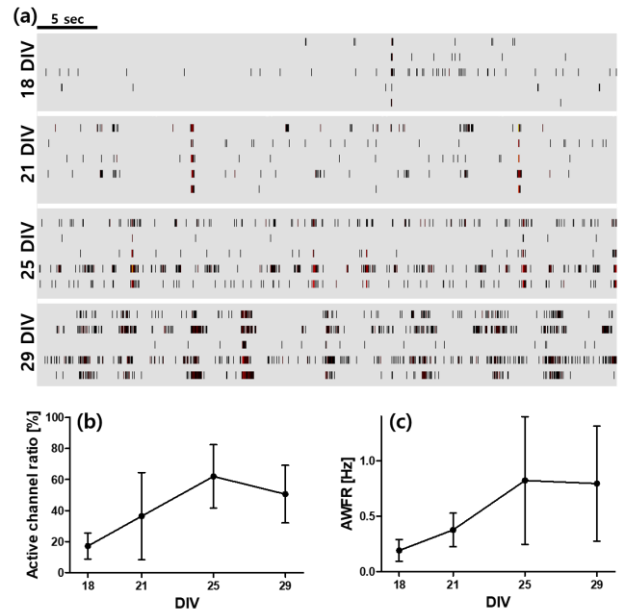 (a)
5 sec
18 DIV
21 DIV
25 DIV
29 DIV
(b)
Active channel ratio [%]
100
80
60
40
20
0
18
21
25
29
DIV
(c)
AWFR [Hz]
1.0
0.5
0.0
18
21
25
29
DIV